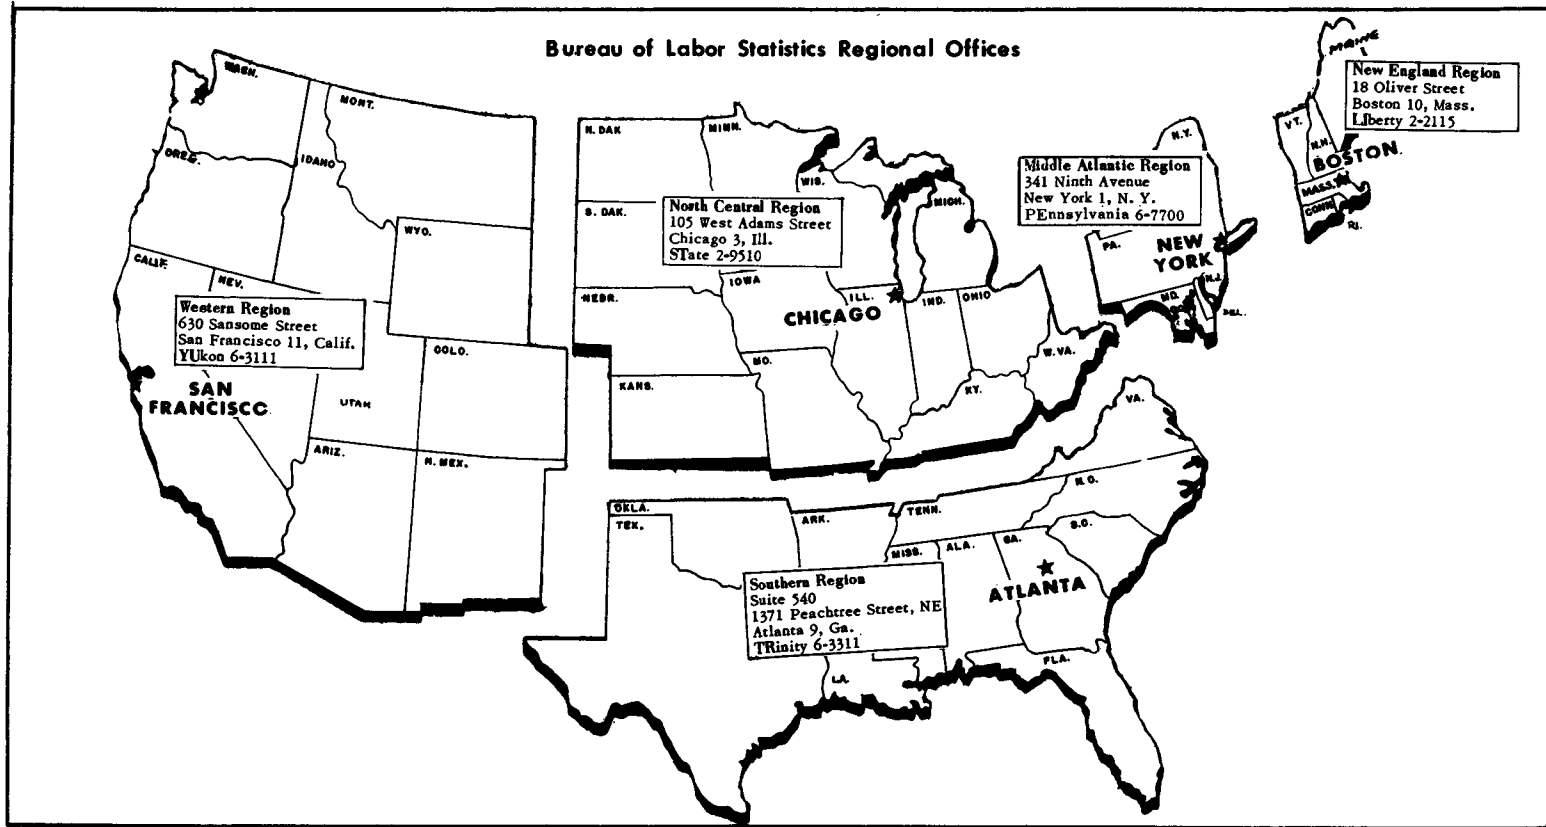 Bureau of Labor Statistics Regional Offices
MAINE
New England Region
18 Oliver Street
Boston 10, Mass.
LIberty 2-2115
VT.
N.H.
BOSTON
MASS.
CONN.
R.I.
N.Y.
Middle Atlantic Region
341 Ninth Avenue
New York 1, N. Y.
PEnnsylvania 6-7700
PA.
NEW
YORK
N.J.
MD.
DEL.
WASH.
MONT.
OREG.
IDAHO
WYO.
CALIF.
NEV.
Western Region
630 Sansome Street
San Francisco 11, Calif.
YUkon 6-3111
COLO.
SAN
FRANCISCO
UTAH
ARIZ.
N. MEX.
N. DAK
MINN.
WIS.
MICH.
S. DAK.
North Central Region
105 West Adams Street
Chicago 3, Ill.
STate 2-9510
IOWA
NEBR.
ILL.
IND.
OHIO
CHICAGO
MO.
W. VA.
KANS.
KY.
VA.
OKLA.
TEX.
ARK.
TENN.
N. C.
S.C.
MISS.
ALA.
GA.
Southern Region
Suite 540
1371 Peachtree Street, NE
Atlanta 9, Ga.
TRinity 6-3311
ATLANTA
LA.
FLA.